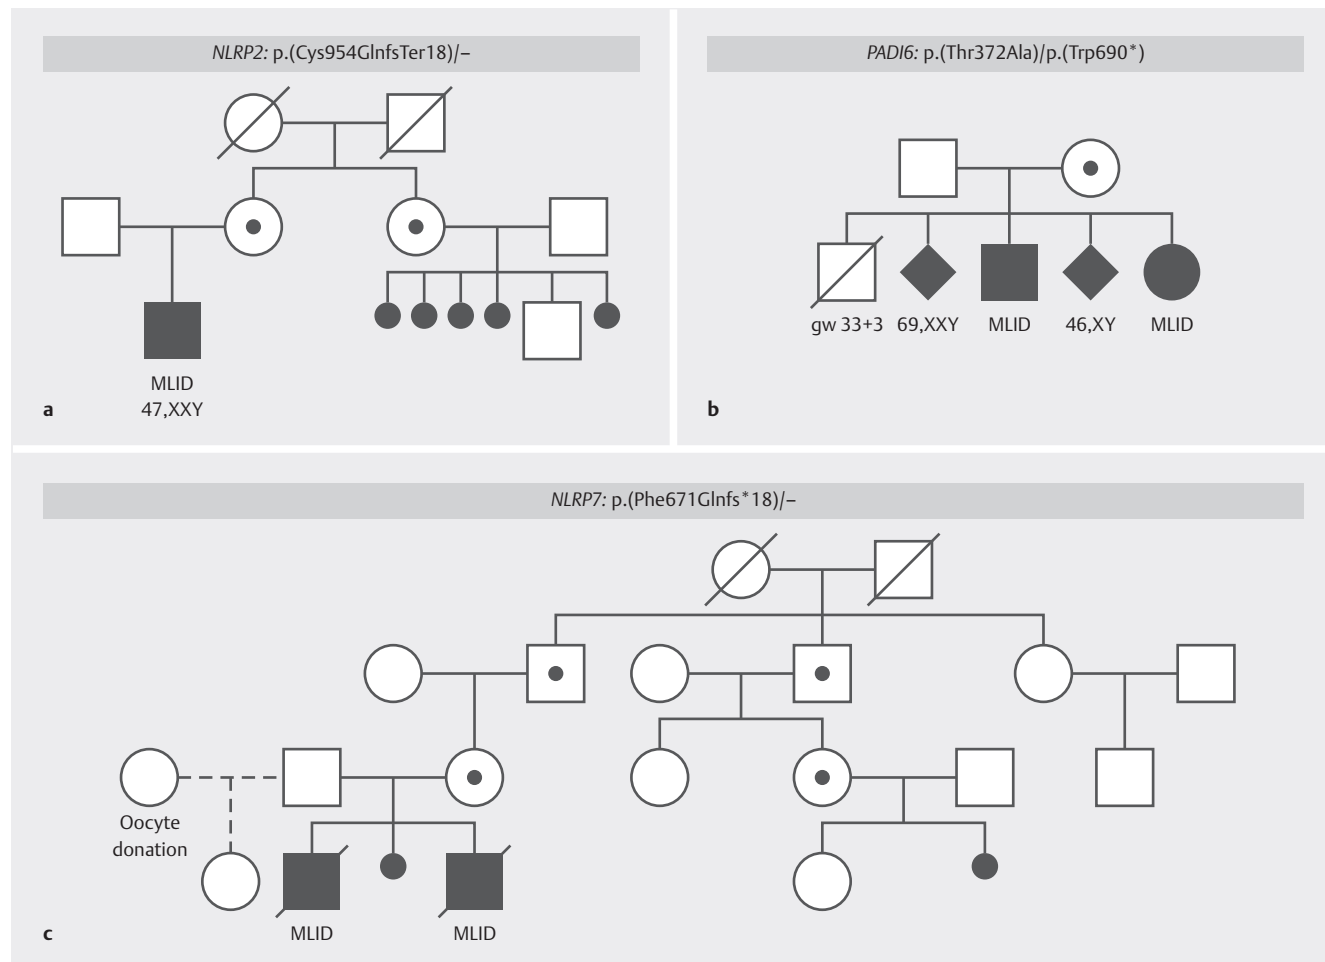 NLRP2: p.(Cys954GlnfsTer18)/–
MLID
47,XXY
a
PADI6: p.(Thr372Ala)/p.(Trp690*)
gw 33+3 69,XXY MLID 46,XY MLID
b
NLRP7: p.(Phe671Glnfs*18)/–
Oocyte
donation
MLID MLID
c